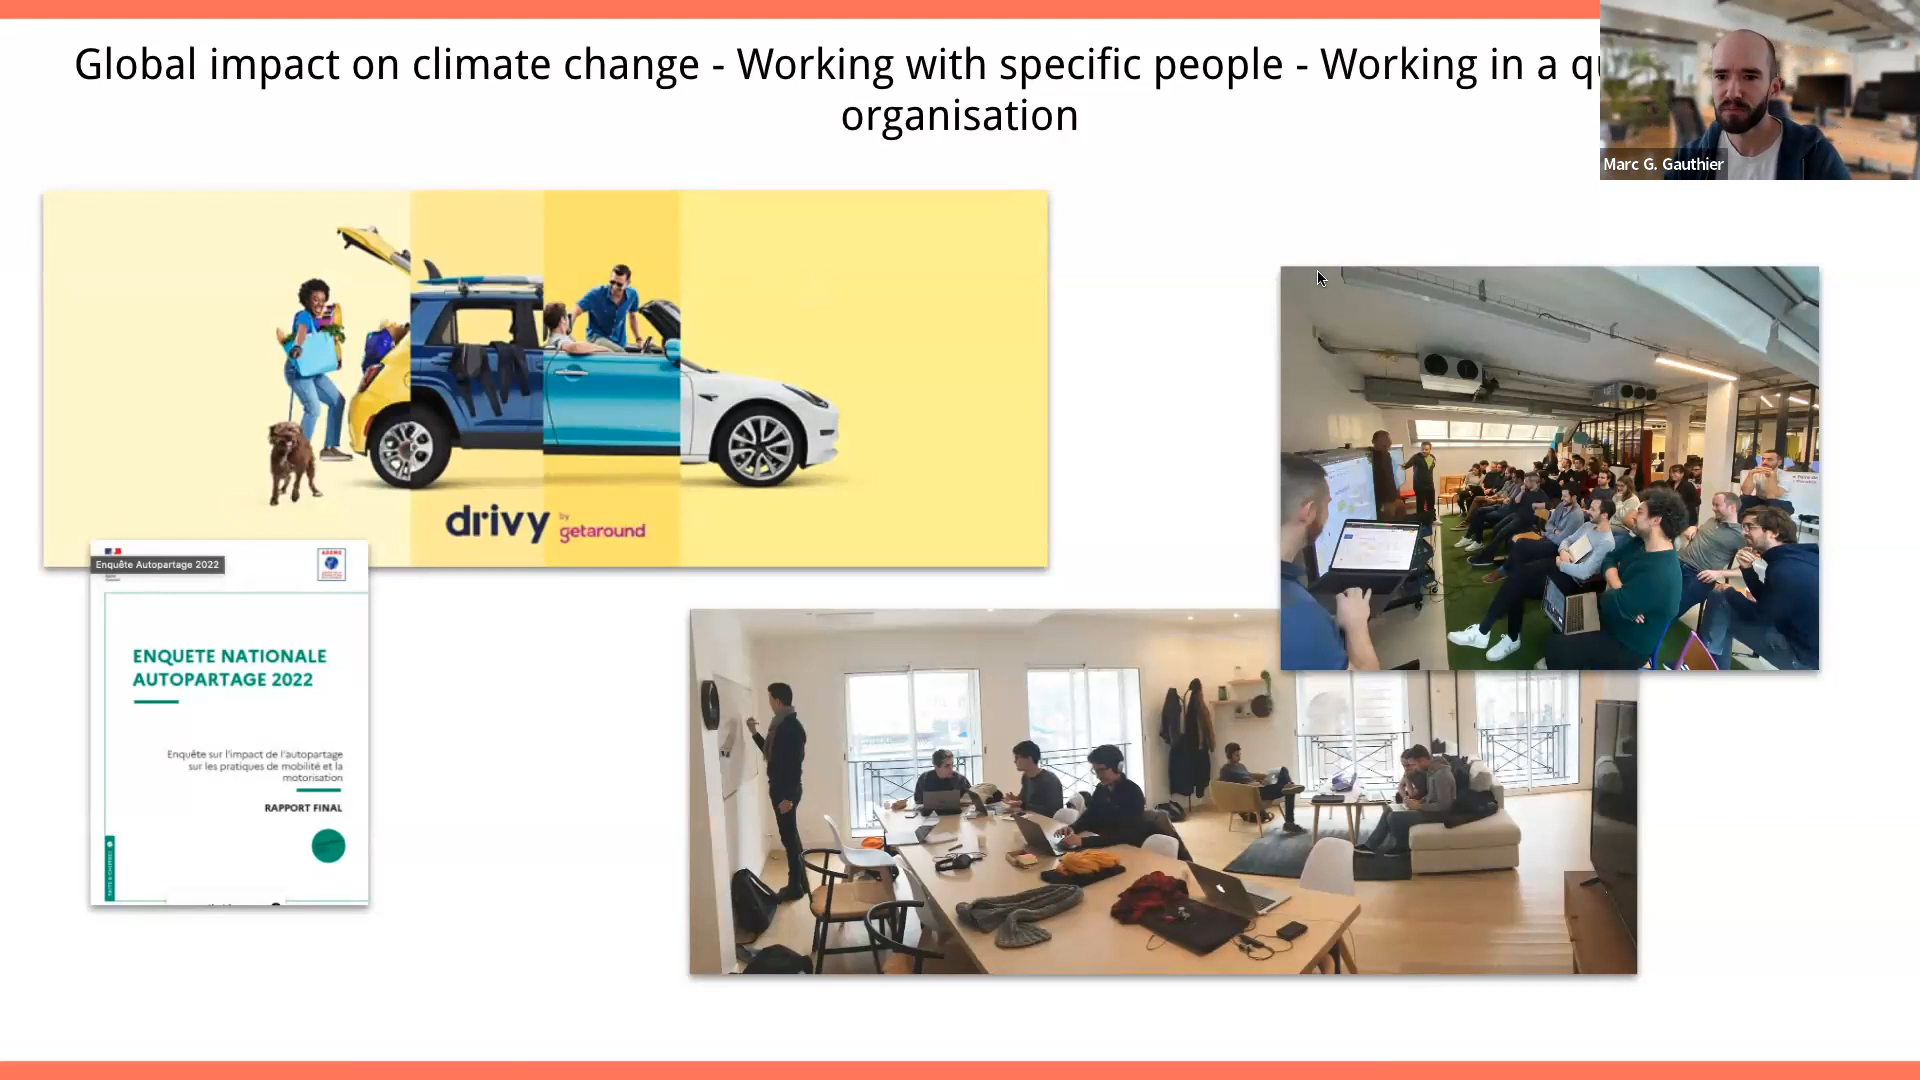 Global impact on climate change - Working with specific people - Working in a
organisation
Marc G. Gauthier
drivy by getaround
Enquête Autopartage 2022
ADEME
ENQUETE NATIONALE
AUTOPARTAGE 2022
Enquête sur l'impact de l'autopartage
sur les pratiques de mobilité et la
motorisation
RAPPORT FINAL